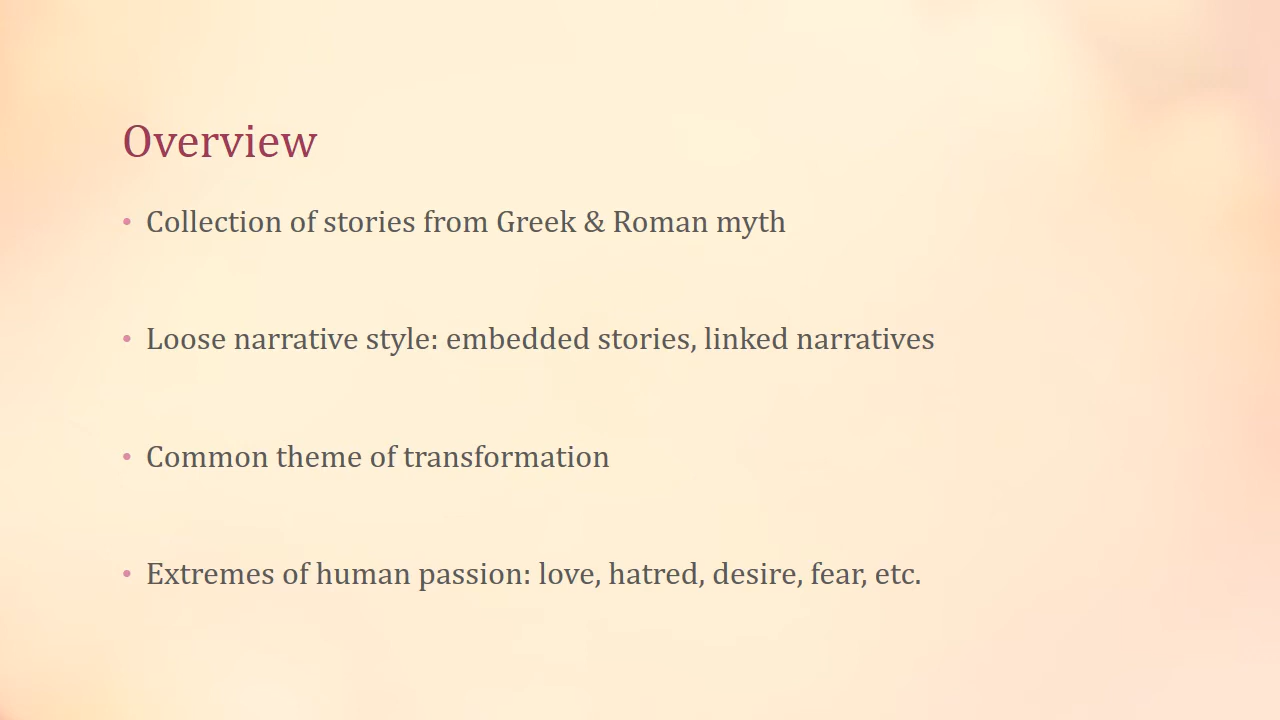 Overview
• Collection of stories from Greek & Roman myth
• Loose narrative style: embedded stories, linked narratives
• Common theme of transformation
• Extremes of human passion: love, hatred, desire, fear, etc.